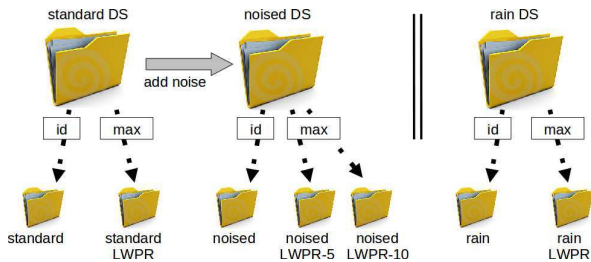 standard DS
noised DS
rain DS
add noise
id
max
id
max
id
max
standard
standard
LWPR
noised
noised
LWPR-5
noised
LWPR-10
rain
rain
LWPR